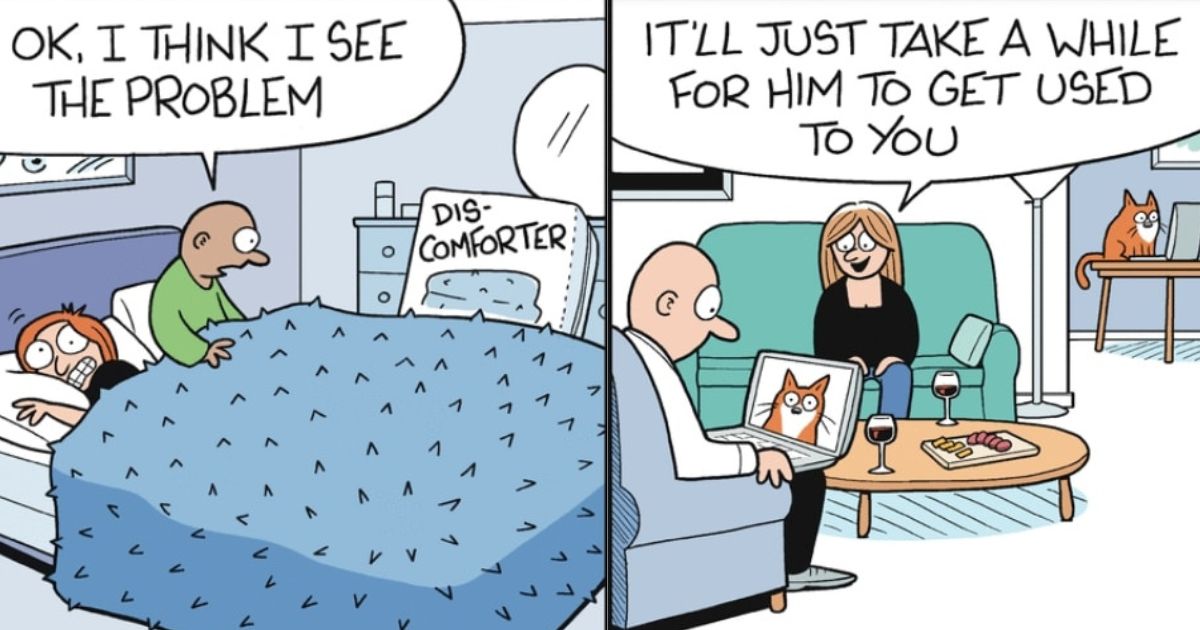 OK, I THINK I SEE
THE PROBLEM
DIS-
COMFORTER
IT'LL JUST TAKE A WHILE
FOR HIM TO GET USED
TO YOU